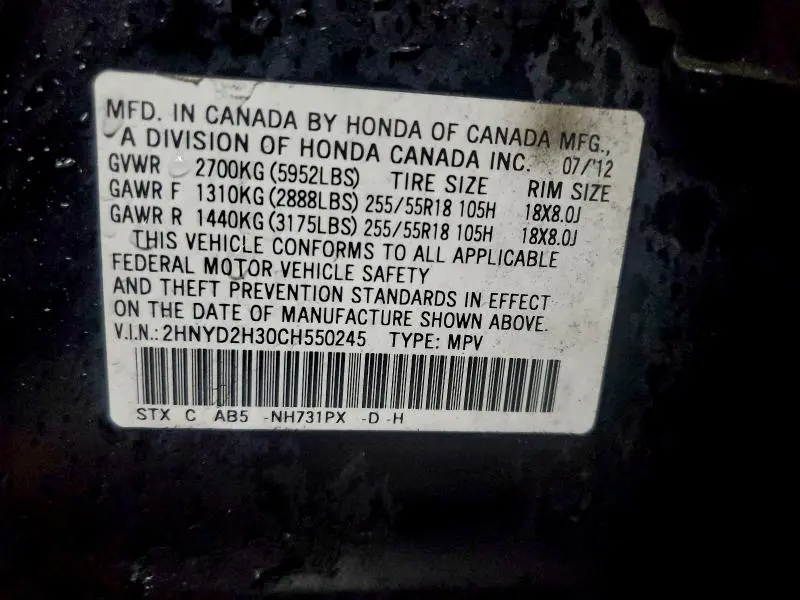 MFD. IN CANADA BY HONDA OF CANADA MFG.,
A DIVISION OF HONDA CANADA INC. 07/'12
GVWR 2700KG (5952LBS) TIRE SIZE RIM SIZE
GAWR F 1310KG (2888LBS) 255/55R18 105H 18X8.0J
GAWR R 1440KG (3175LBS) 255/55R18 105H 18X8.0J
THIS VEHICLE CONFORMS TO ALL APPLICABLE
FEDERAL MOTOR VEHICLE SAFETY
AND THEFT PREVENTION STANDARDS IN EFFECT
ON THE DATE OF MANUFACTURE SHOWN ABOVE.
V.I.N.: 2HNYD2H30CH550245 TYPE: MPV
STX C AB5 -NH731PX -D -H